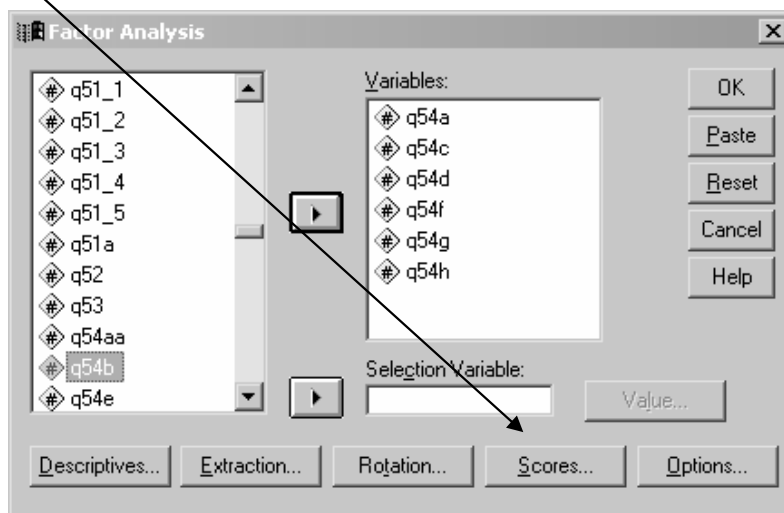 Factor Analysis
q51_1
q51_2
q51_3
q51_4
q51_5
q51a
q52
q53
q54aa
q54b
q54e
Variables:
q54a
q54c
q54d
q54f
q54g
q54h
Selection Variable:
Value...
OK
Paste
Reset
Cancel
Help
Descriptives... Extraction... Rotation... Scores... Options...